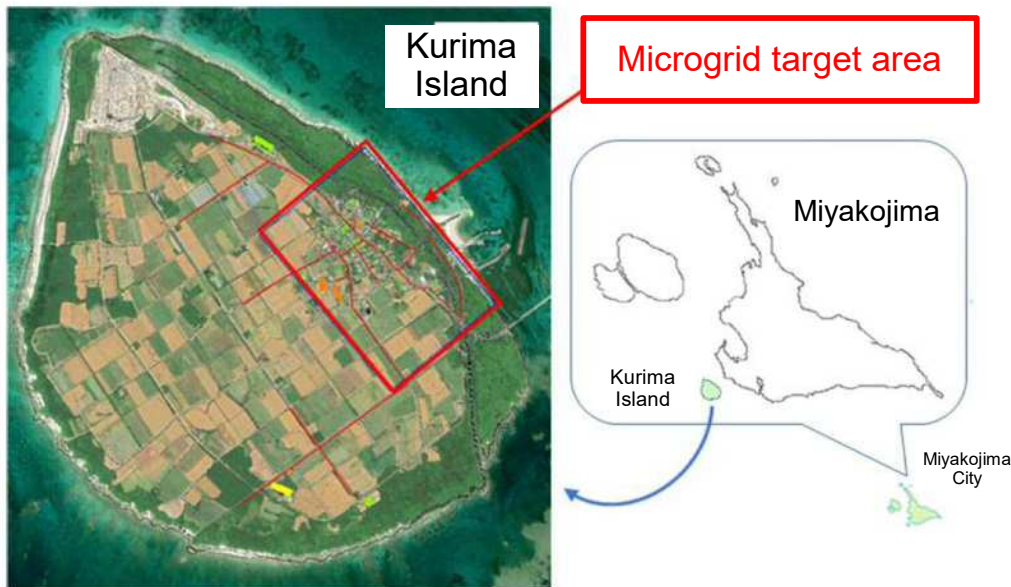 Kurima
Island
Microgrid target area
Miyakojima
Kurima
Island
Miyakojima
City